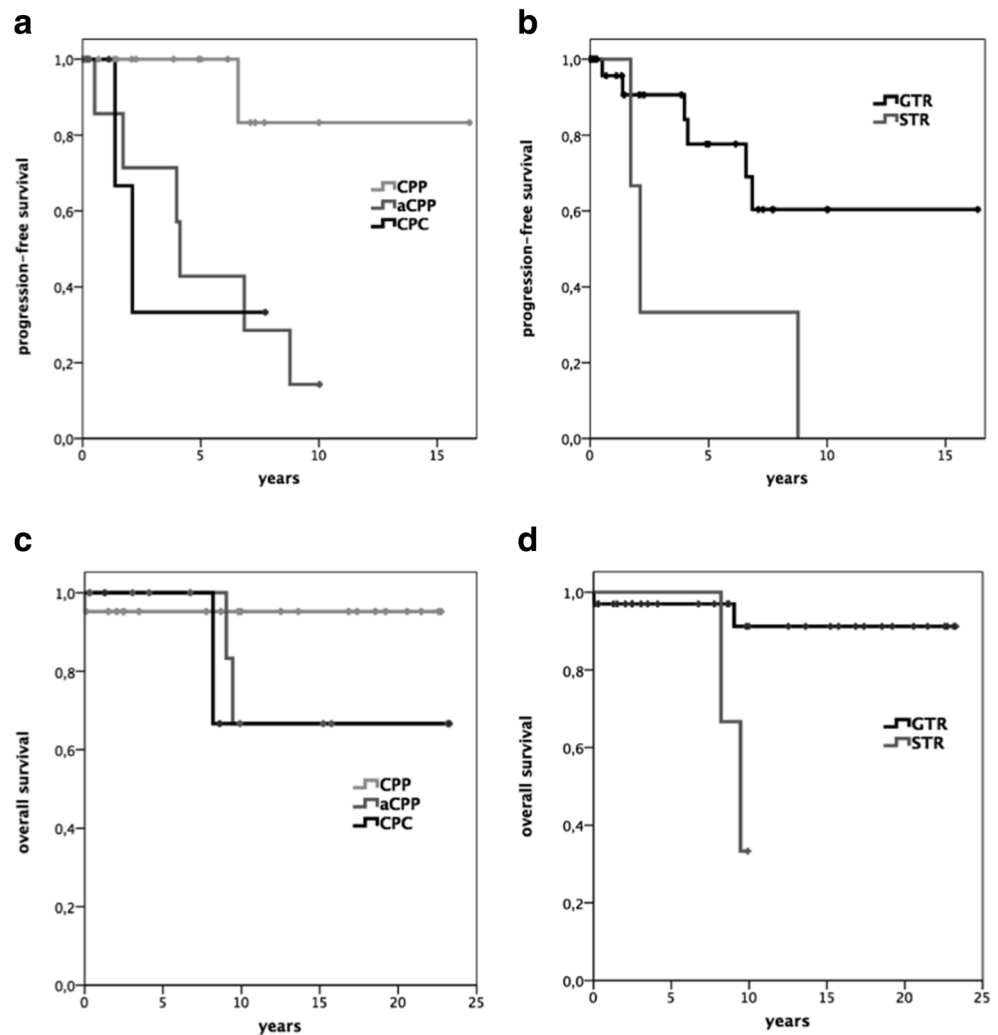 a
progression-free survival
1,0
0,8
0,6
0,4
0,2
0,0
CPP
aCPP
CPC
0 5 10 15
years
b
progression-free survival
1,0
0,8
0,6
0,4
0,2
0,0
GTR
STR
0 5 10 15
years
c
overall survival
1,0
0,8
0,6
0,4
0,2
0,0
CPP
aCPP
CPC
0 5 10 15 20 25
years
d
overall survival
1,0
0,8
0,6
0,4
0,2
0,0
GTR
STR
0 5 10 15 20 25
years